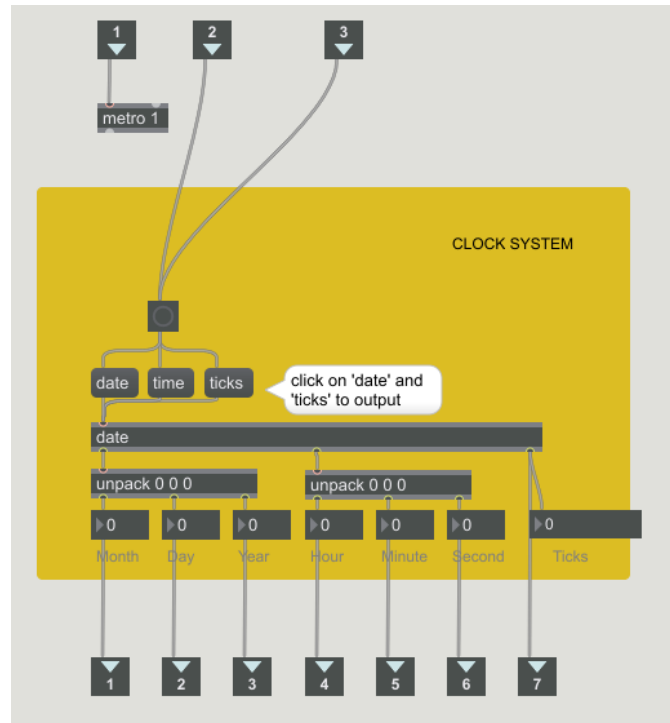 1 2 3
metro 1
CLOCK SYSTEM
date time ticks
click on 'date' and
'ticks' to output
date
unpack 0 0 0 unpack 0 0 0
0 0 0 0 0 0 0
Month Day Year Hour Minute Second Ticks
1 2 3 4 5 6 7